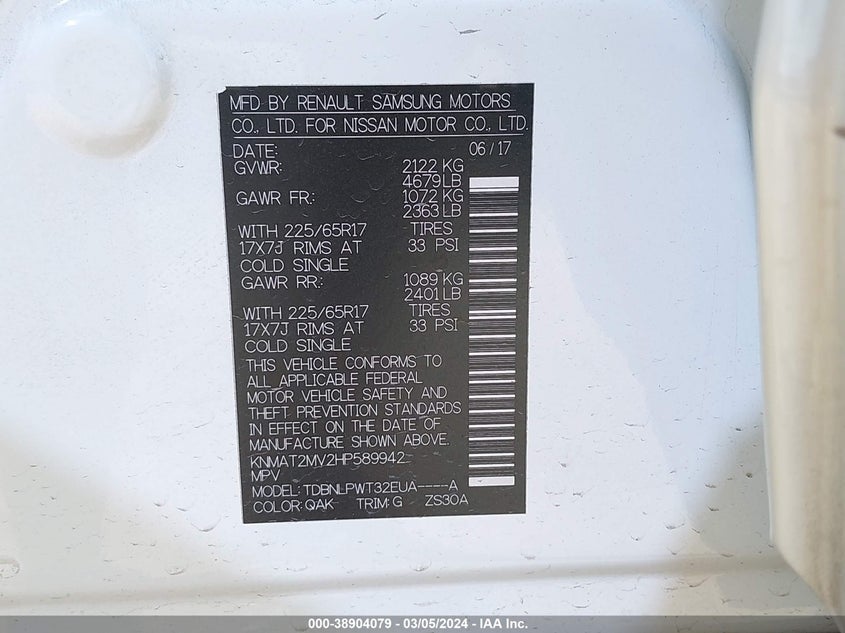 MFD BY RENAULT SAMSUNG MOTORS
CO., LTD. FOR NISSAN MOTOR CO., LTD.
DATE: 06/17
GVWR: 2122 KG
4679LB
GAWR FR.: 1072 KG
2363 LB
WITH 225/65R17 TIRES
17X7J RIMS AT 33 PSI
COLD SINGLE
GAWR RR.: 1089 KG
2401 LB
WITH 225/65R17 TIRES
17X7J RIMS AT 33 PSI
COLD SINGLE
THIS VEHICLE CONFORMS TO
ALL APPLICABLE FEDERAL
MOTOR VEHICLE SAFETY AND
THEFT PREVENTION STANDARDS
IN EFFECT ON THE DATE OF
MANUFACTURE SHOWN ABOVE.
KNMAT2MV2HP589942
MPV
MODEL: TDBNLPWT32EUA----A
COLOR: QAK TRIM: G ZS30A
000-38904079 - 03/05/2024 - IAA Inc.